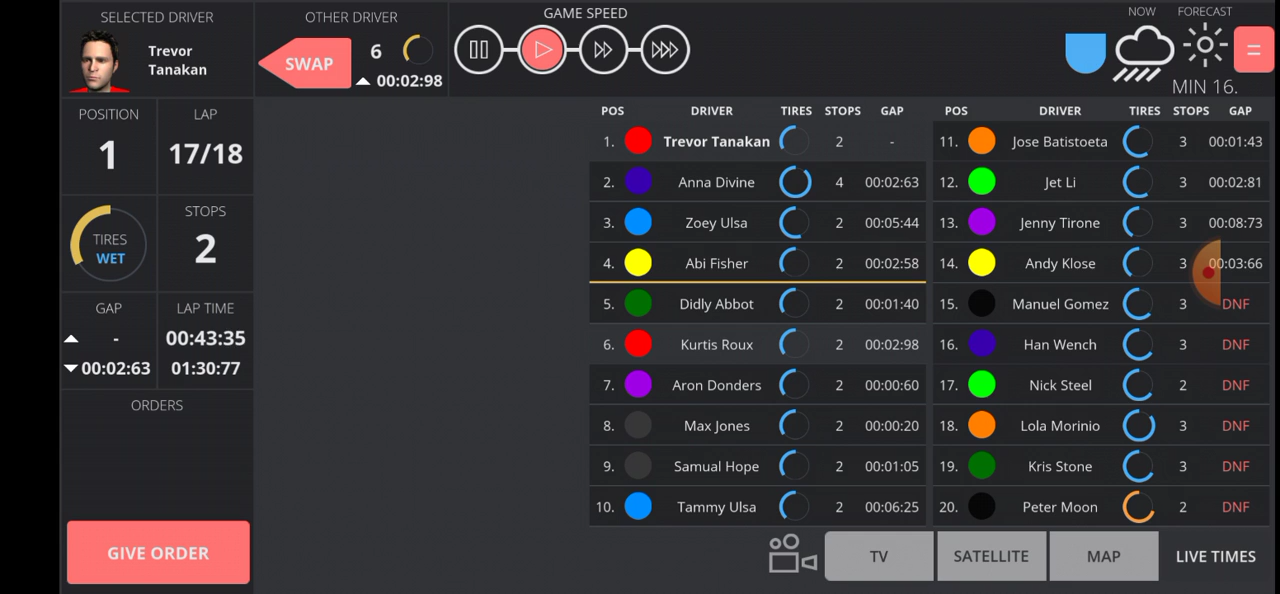 SELECTED DRIVER
Trevor
Tanakan
OTHER DRIVER
SWAP
6
00:02:98
GAME SPEED
NOW
FORECAST
MIN 16.
POSITION
1
LAP
17/18
TIRES
WET
STOPS
2
GAP
-
00:02:63
LAP TIME
00:43:35
01:30:77
ORDERS
GIVE ORDER
POS DRIVER TIRES STOPS GAP
1. Trevor Tanakan 2 -
2. Anna Divine 4 00:02:63
3. Zoey Ulsa 2 00:05:44
4. Abi Fisher 2 00:02:58
5. Didly Abbot 2 00:01:40
6. Kurtis Roux 2 00:02:98
7. Aron Donders 2 00:00:60
8. Max Jones 2 00:00:20
9. Samual Hope 2 00:01:05
10. Tammy Ulsa 2 00:06:25
POS DRIVER TIRES STOPS GAP
11. Jose Batistoeta 3 00:01:43
12. Jet Li 3 00:02:81
13. Jenny Tirone 3 00:08:73
14. Andy Klose 3 00:03:66
15. Manuel Gomez 3 DNF
16. Han Wench 3 DNF
17. Nick Steel 2 DNF
18. Lola Morinio 3 DNF
19. Kris Stone 3 DNF
20. Peter Moon 2 DNF
TV
SATELLITE
MAP
LIVE TIMES